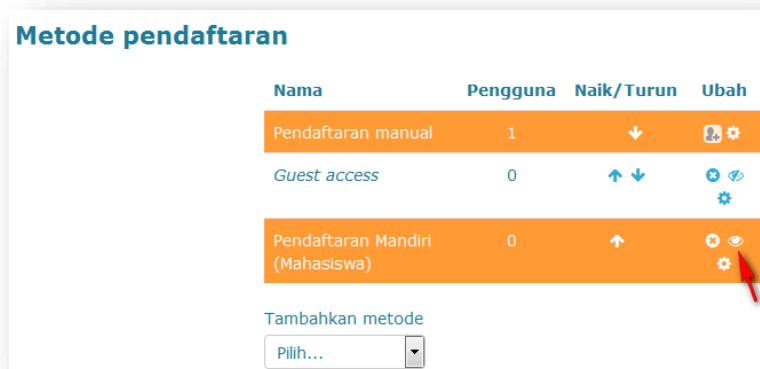 Metode pendaftaran
Nama Pengguna Naik/Turun Ubah
Pendaftaran manual 1
Guest access 0
Pendaftaran Mandiri 0
(Mahasiswa)
Tambahkan metode
Pilih...